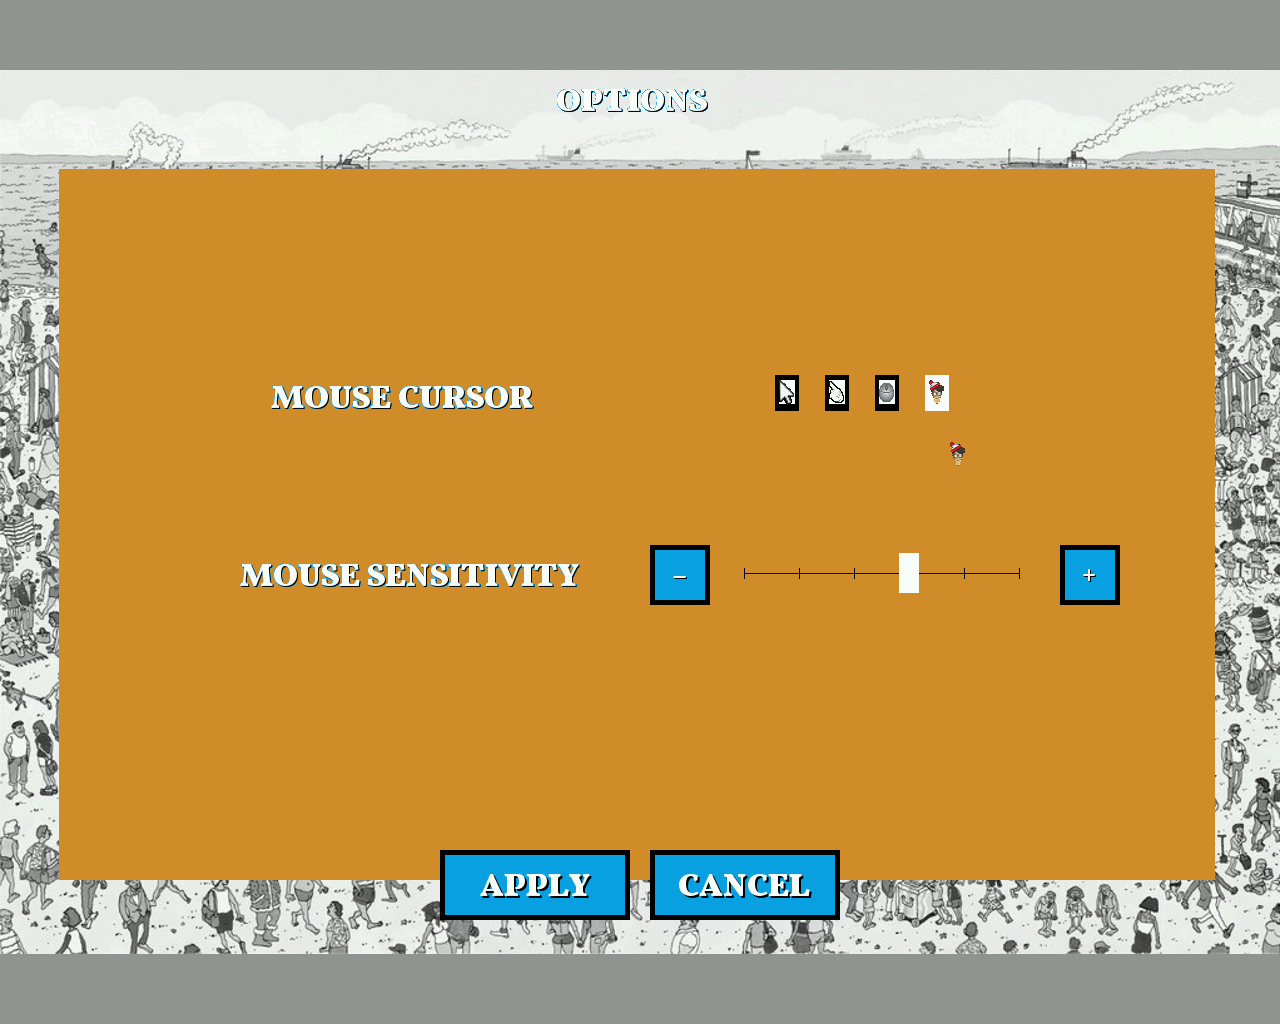 OPTIONS
MOUSE CURSOR
MOUSE SENSITIVITY
– +
APPLY CANCEL